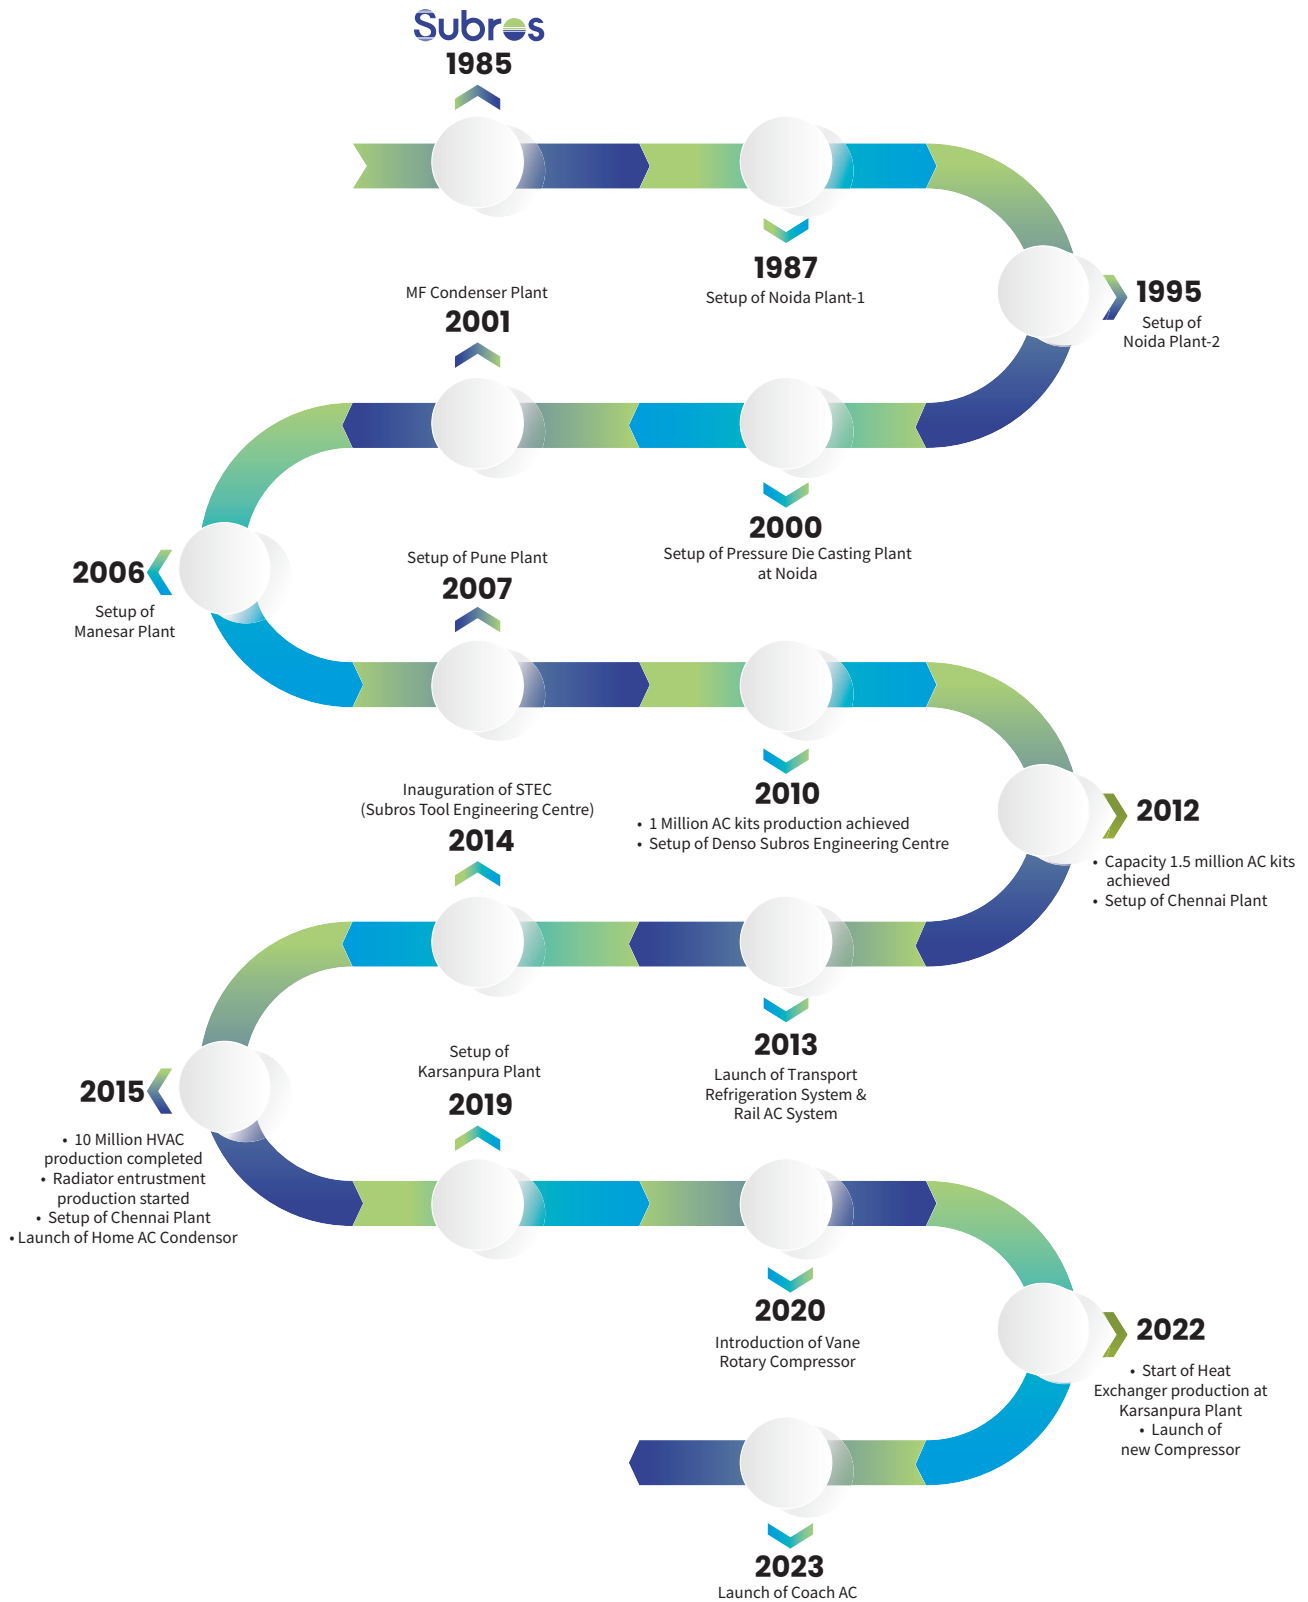 Subros
1985
1987
Setup of Noida Plant-1
1995
Setup of
Noida Plant-2
2000
Setup of Pressure Die Casting Plant
at Noida
MF Condenser Plant
2001
2006
Setup of
Manesar Plant
Setup of Pune Plant
2007
2010
• 1 Million AC kits production achieved
• Setup of Denso Subros Engineering Centre
2012
• Capacity 1.5 million AC kits
achieved
• Setup of Chennai Plant
2013
Launch of Transport
Refrigeration System &
Rail AC System
Inauguration of STEC
(Subros Tool Engineering Centre)
2014
2015
• 10 Million HVAC
production completed
• Radiator entrustment
production started
• Setup of Chennai Plant
• Launch of Home AC Condensor
Setup of
Karsanpura Plant
2019
2020
Introduction of Vane
Rotary Compressor
2022
• Start of Heat
Exchanger production at
Karsanpura Plant
• Launch of
new Compressor
2023
Launch of Coach AC